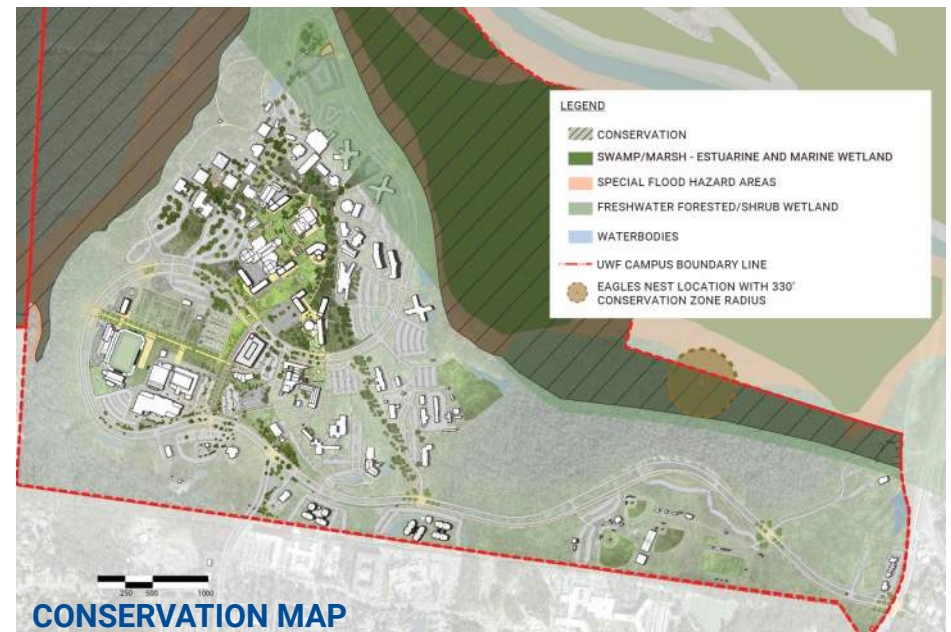 LEGEND
CONSERVATION
SWAMP/MARSH - ESTUARINE AND MARINE WETLAND
SPECIAL FLOOD HAZARD AREAS
FRESHWATER FORESTED/SHRUB WETLAND
WATERBODIES
UWF CAMPUS BOUNDARY LINE
EAGLES NEST LOCATION WITH 330'
CONSERVATION ZONE RADIUS
250 500 1000
CONSERVATION MAP